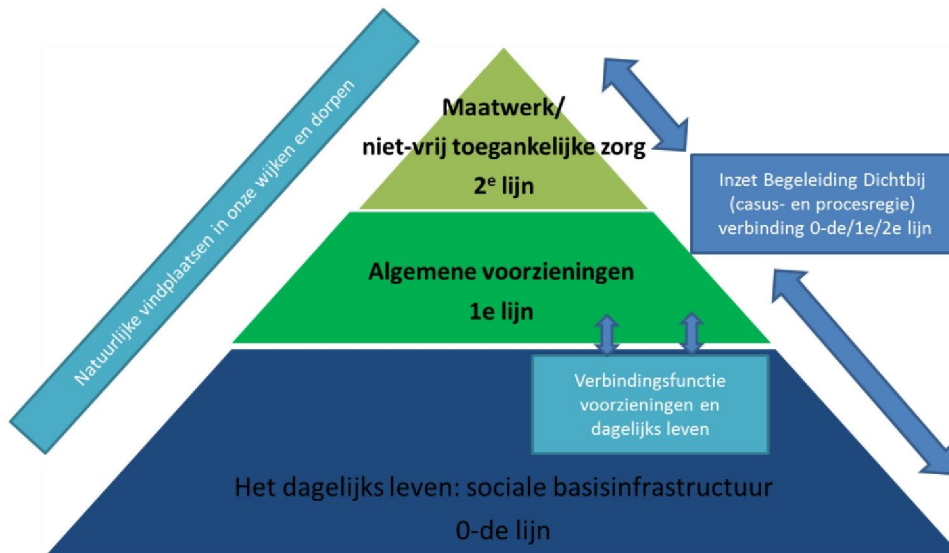 Natuurlijke vindplaatsen in onze wijken en dorpen
Maatwerk/
niet-vrij toegankelijke zorg
2e lijn
Inzet Begeleiding Dichtbij
(casus- en procesregie)
verbinding 0-de/1e/2e lijn
Algemene voorzieningen
1e lijn
Verbindingsfunctie
voorzieningen en
dagelijks leven
Het dagelijks leven: sociale basisinfrastructuur
0-de lijn